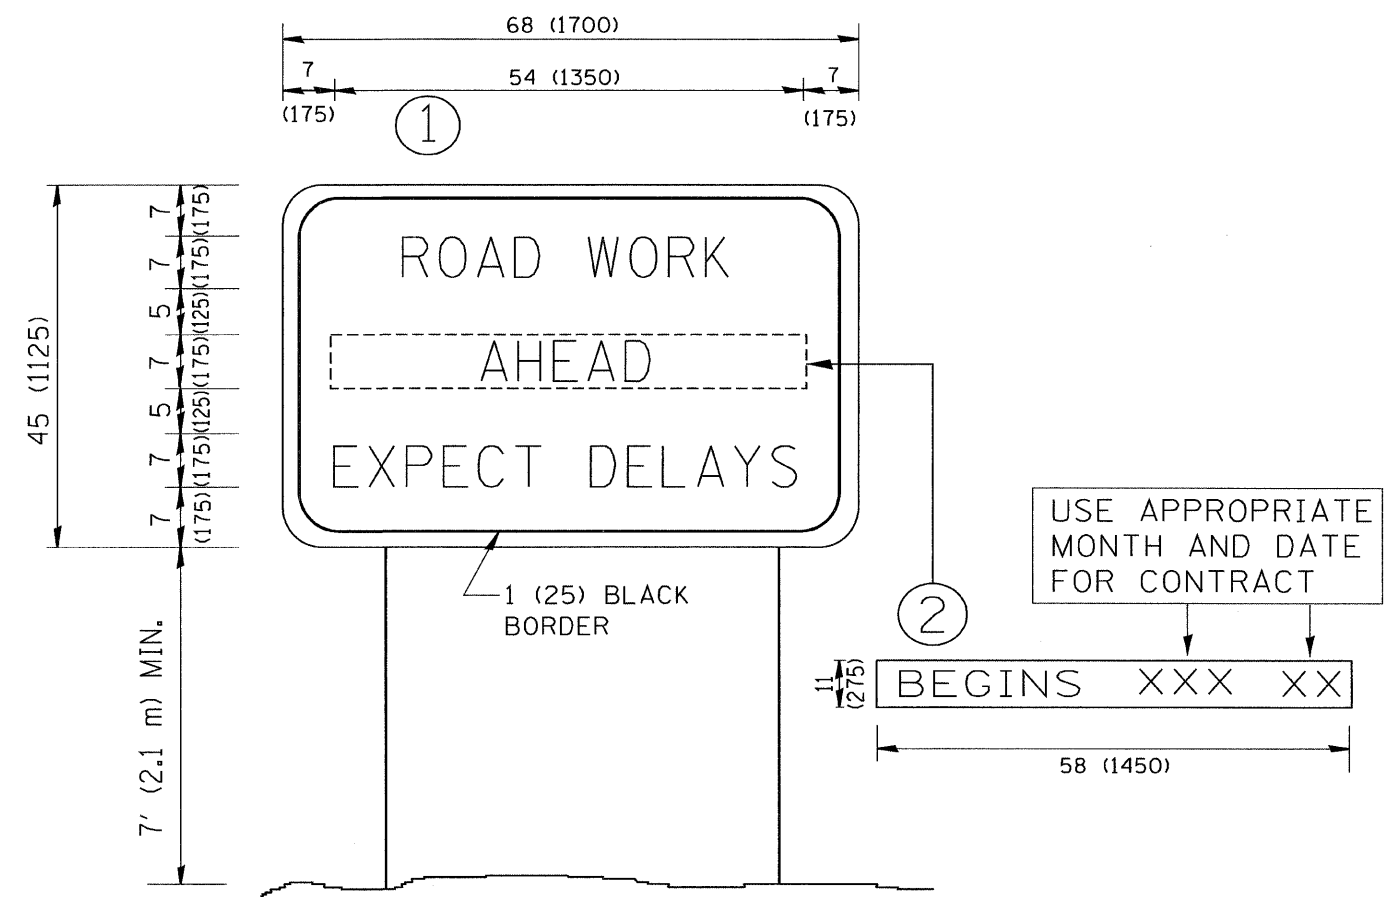 68 (1700)
7
54 (1350)
7
(175)
(175)
1
45 (1125)
7
(175)
7
(175)
5
(125)
7
(175)
5
(125)
7
(175)
7
(175)
ROAD WORK
AHEAD
EXPECT DELAYS
1 (25) BLACK
BORDER
7' (2.1 m) MIN.
USE APPROPRIATE
MONTH AND DATE
FOR CONTRACT
2
11
(275)
BEGINS XXX XX
58 (1450)